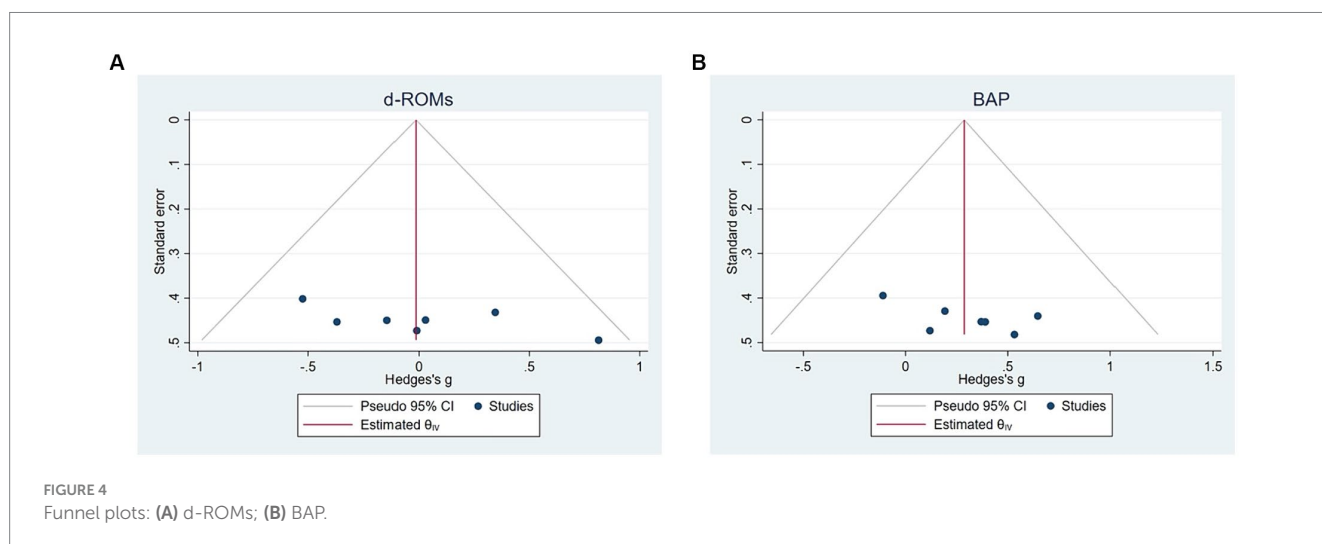 A
d-ROMs
0
.1
.2
.3
.4
.5
Standard error
-1
-.5
0
.5
1
Hedges's g
Pseudo 95% CI
Studies
Estimated θIV
B
BAP
0
.1
.2
.3
.4
.5
Standard error
-.5
0
.5
1
1.5
Hedges's g
Pseudo 95% CI
Studies
Estimated θIV
FIGURE 4
Funnel plots: (A) d-ROMs; (B) BAP.